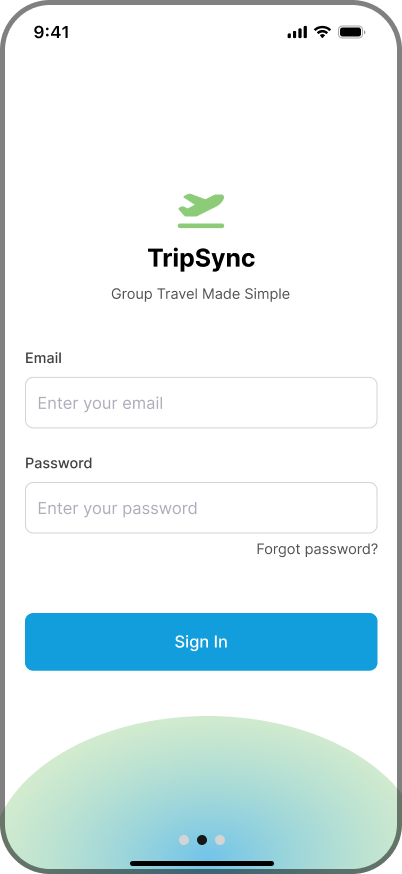 9:41
TripSync
Group Travel Made Simple
Email
Enter your email
Password
Enter your password
Forgot password?
Sign In